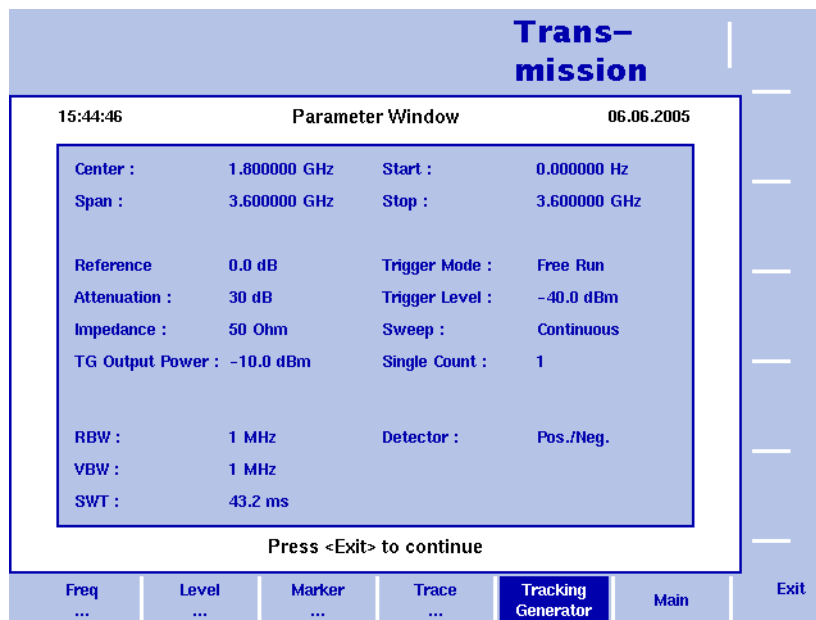 Trans–
mission
15:44:46 Parameter Window 06.06.2005
Center : 1.800000 GHz Start : 0.000000 Hz
Span : 3.600000 GHz Stop : 3.600000 GHz
Reference 0.0 dB Trigger Mode : Free Run
Attenuation : 30 dB Trigger Level : -40.0 dBm
Impedance : 50 Ohm Sweep : Continuous
TG Output Power : -10.0 dBm Single Count : 1
RBW : 1 MHz Detector : Pos./Neg.
VBW : 1 MHz
SWT : 43.2 ms
Press <Exit> to continue
Freq Level Marker Trace Tracking Main Exit
... ... ... ... Generator